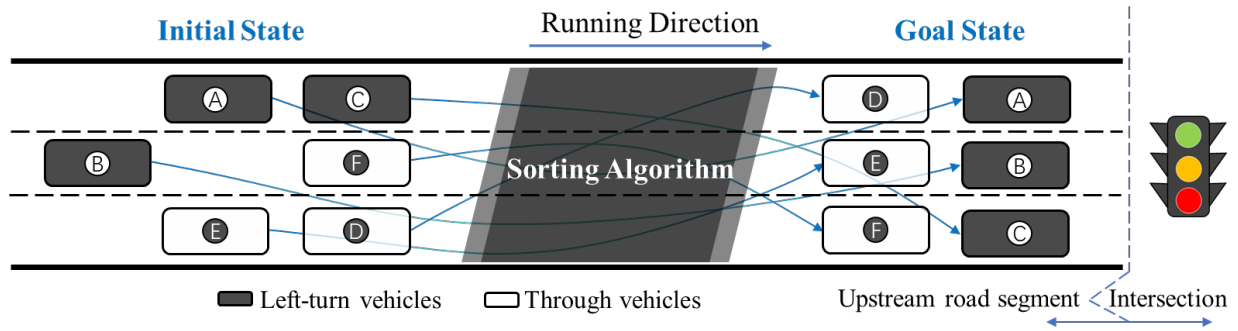 Initial State
Running Direction
Goal State
A
C
D
A
B
F
Sorting Algorithm
E
B
E
D
F
C
Left-turn vehicles
Through vehicles
Upstream road segment
Intersection